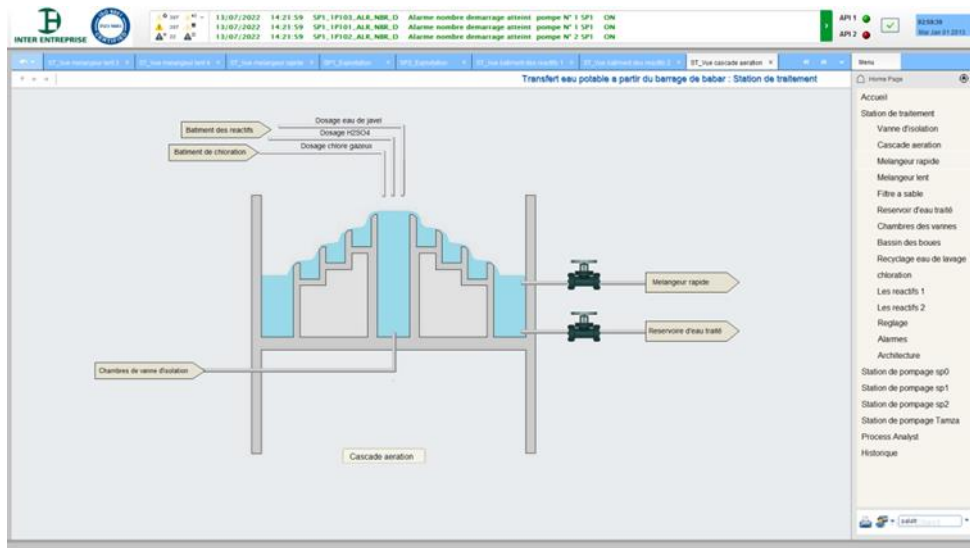 INTER ENTREPRISE
13/07/2022 14:21:59 SP1_1P103_ALR_NBR_D Alarme nombre demarrage atteint pompe N° 1 SP1 ON
13/07/2022 14:21:59 SP1_1P101_ALR_NBR_D Alarme nombre demarrage atteint pompe N° 1 SP1 ON
13/07/2022 14:21:59 SP1_1P102_ALR_NBR_D Alarme nombre demarrage atteint pompe N° 2 SP1 ON
API 1
API 2
02:59:39
ST_Vue cascade aeration
Menu
Transfert eau potable a partir du barrage de babar : Station de traitement
Home Page
Accueil
Station de traitement
Vanne d'isolation
Cascade aeration
Melangeur rapide
Melangeur lent
Filtre a sable
Reservoir d'eau traité
Chambres des vannes
Bassin des boues
Recyclage eau de lavage
chloration
Les reactifs 1
Les reactifs 2
Reglage
Alarmes
Architecture
Station de pompage sp0
Station de pompage sp1
Station de pompage sp2
Station de pompage Tamza
Process Analyst
Historique
Batiment des reactifs
Batiment de chloration
Dosage eau de javel
Dosage H2SO4
Dosage chlore gazeux
Melangeur rapide
Reservoire d'eau traité
Chambres de vanne d'isolation
Cascade aeration